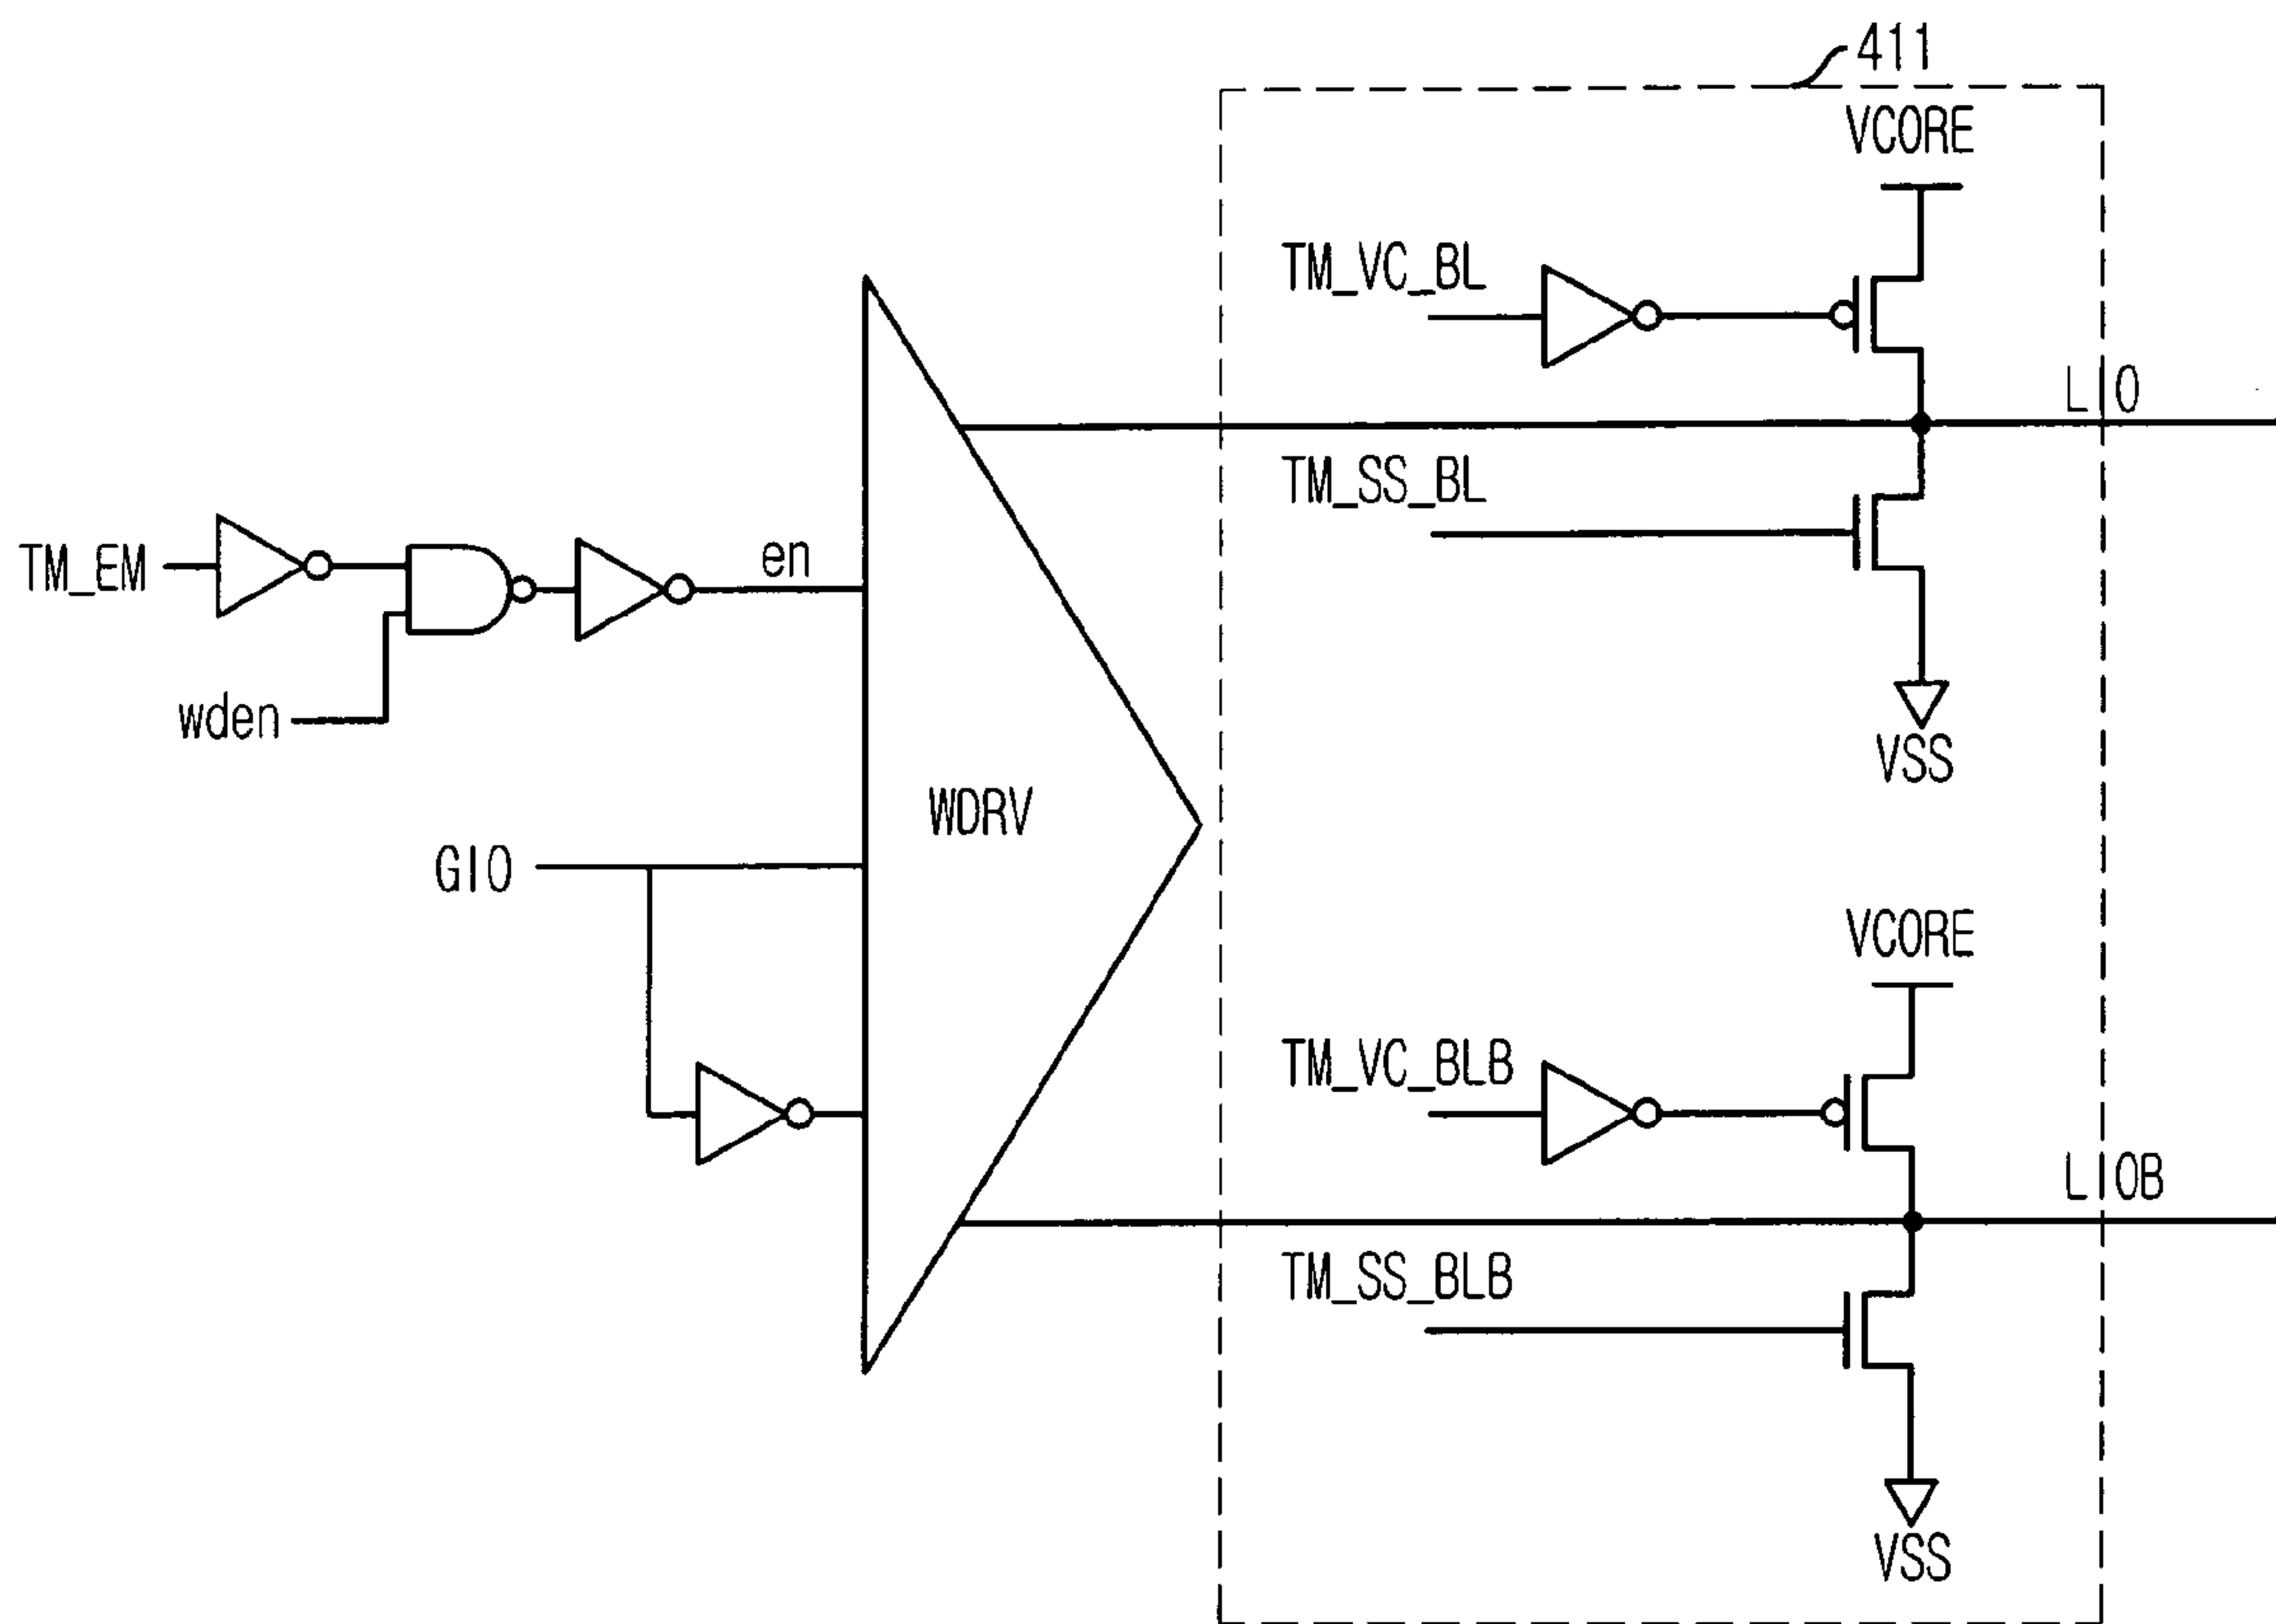 411
VCORE
TM_VC_BL
LIO
TM_SS_BL
en
TM_EM
wden
VSS
WDRV
GIO
VCORE
TM_VC_BLB
LIOB
TM_SS_BLB
VSS